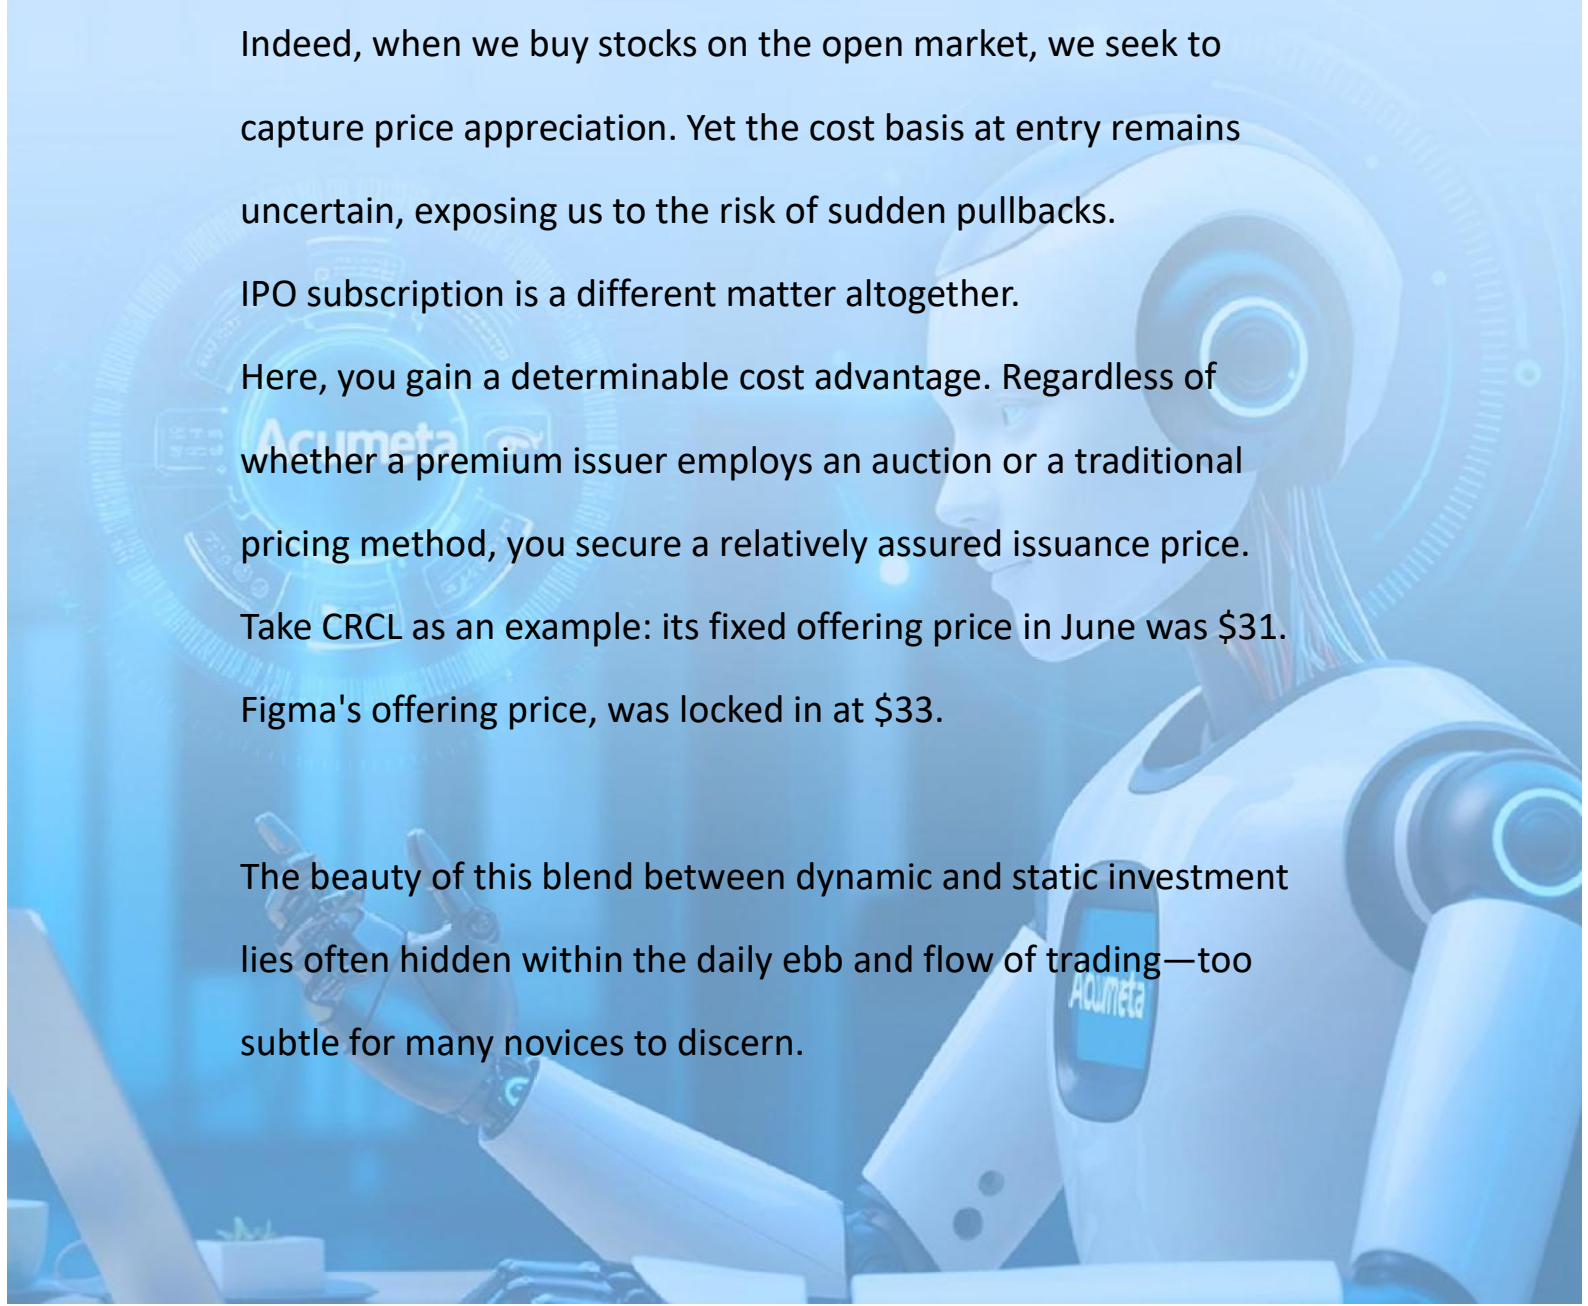 Indeed, when we buy stocks on the open market, we seek to
capture price appreciation. Yet the cost basis at entry remains
uncertain, exposing us to the risk of sudden pullbacks.
IPO subscription is a different matter altogether.
Here, you gain a determinable cost advantage. Regardless of
Acumeta
whether a premium issuer employs an auction or a traditional
pricing method, you secure a relatively assured issuance price.
Take CRCL as an example: its fixed offering price in June was $31.
Figma's offering price, was locked in at $33.
The beauty of this blend between dynamic and static investment
lies often hidden within the daily ebb and flow of trading—too
Acumeta
subtle for many novices to discern.